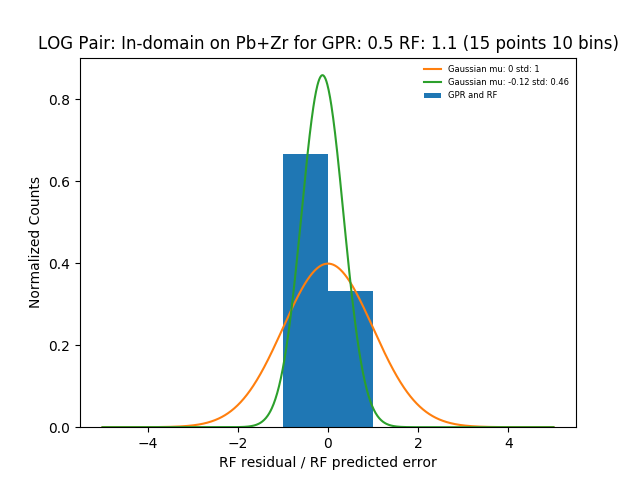 LOG Pair: In-domain on Pb+Zr for GPR: 0.5 RF: 1.1 (15 points 10 bins)
Gaussian mu: 0 std: 1
Gaussian mu: -0.12 std: 0.46
GPR and RF
Normalized Counts
0.8
0.6
0.4
0.2
0.0
−4
−2
0
2
4
RF residual / RF predicted error